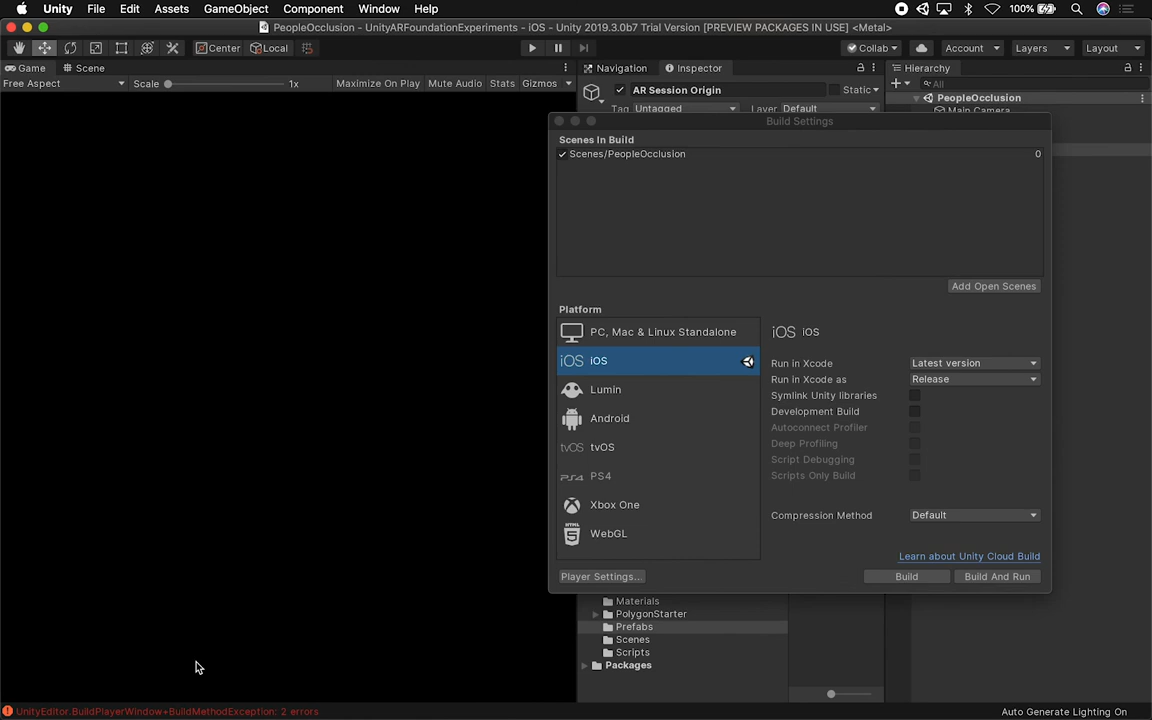 Unity File Edit Assets GameObject Component Window Help 100%
PeopleOcclusion - UnityARFoundationExperiments - iOS - Unity 2019.3.0b7 Trial Version [PREVIEW PACKAGES IN USE] <Metal>
Center Local Collab Account Layers Layout
Game Scene Navigation Inspector Hierarchy
Free Aspect Scale 1x Maximize On Play Mute Audio Stats Gizmos
AR Session Origin Static
All
Tag Untagged Layer Default
PeopleOcclusion
Main Camera
Build Settings
Scenes In Build
Scenes/PeopleOcclusion 0
Add Open Scenes
Platform
PC, Mac & Linux Standalone
iOS iOS
Lumin
Android
tvOS tvOS
PS4 PS4
Xbox One
HTML 5 WebGL
iOS iOS
Run in Xcode Latest version
Run in Xcode as Release
Symlink Unity libraries
Development Build
Autoconnect Profiler
Deep Profiling
Script Debugging
Scripts Only Build
Compression Method Default
Learn about Unity Cloud Build
Player Settings... Build Build And Run
Materials
PolygonStarter
Prefabs
Scenes
Scripts
Packages
UnityEditor.BuildPlayerWindow+BuildMethodException: 2 errors
Auto Generate Lighting On